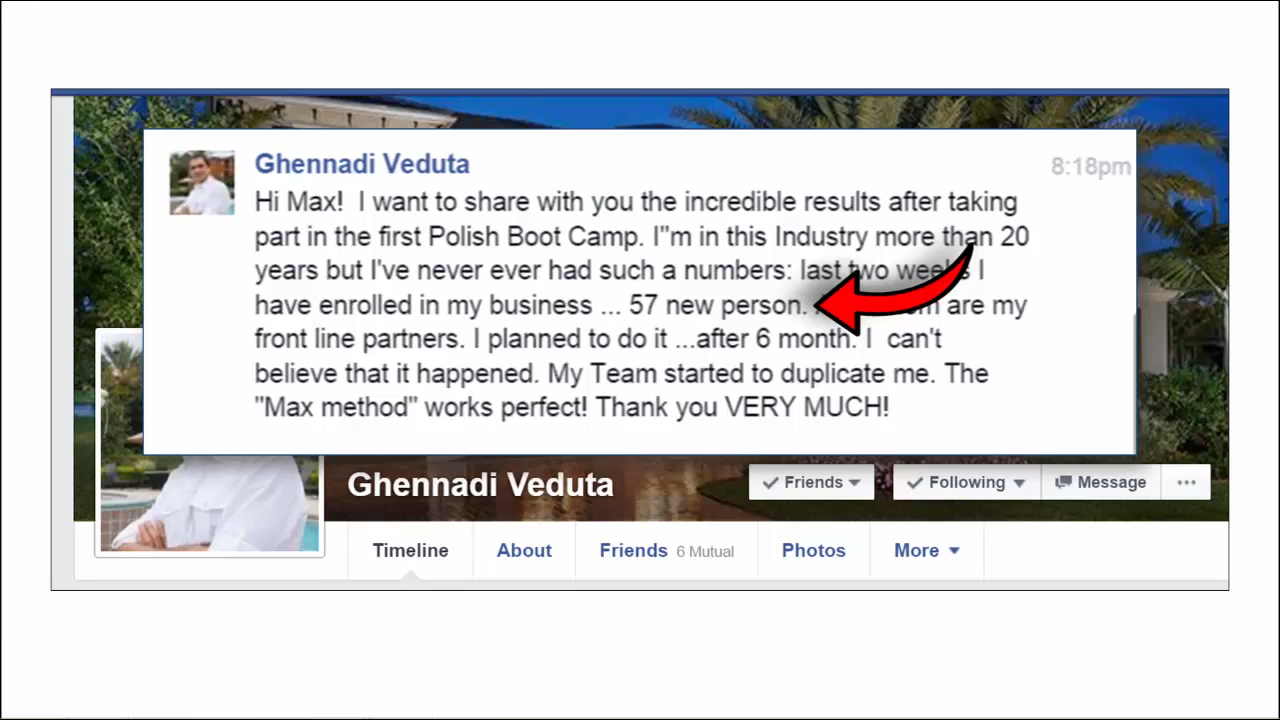 Ghennadi Veduta
8:18pm
Hi Max! I want to share with you the incredible results after taking
part in the first Polish Boot Camp. I"m in this Industry more than 20
years but I've never ever had such a numbers: last two weeks I
have enrolled in my business ... 57 new person. are my
front line partners. I planned to do it ...after 6 month. I can't
believe that it happened. My Team started to duplicate me. The
"Max method" works perfect! Thank you VERY MUCH!
Ghennadi Veduta
Friends
Following
Message
Timeline
About
Friends 6 Mutual
Photos
More